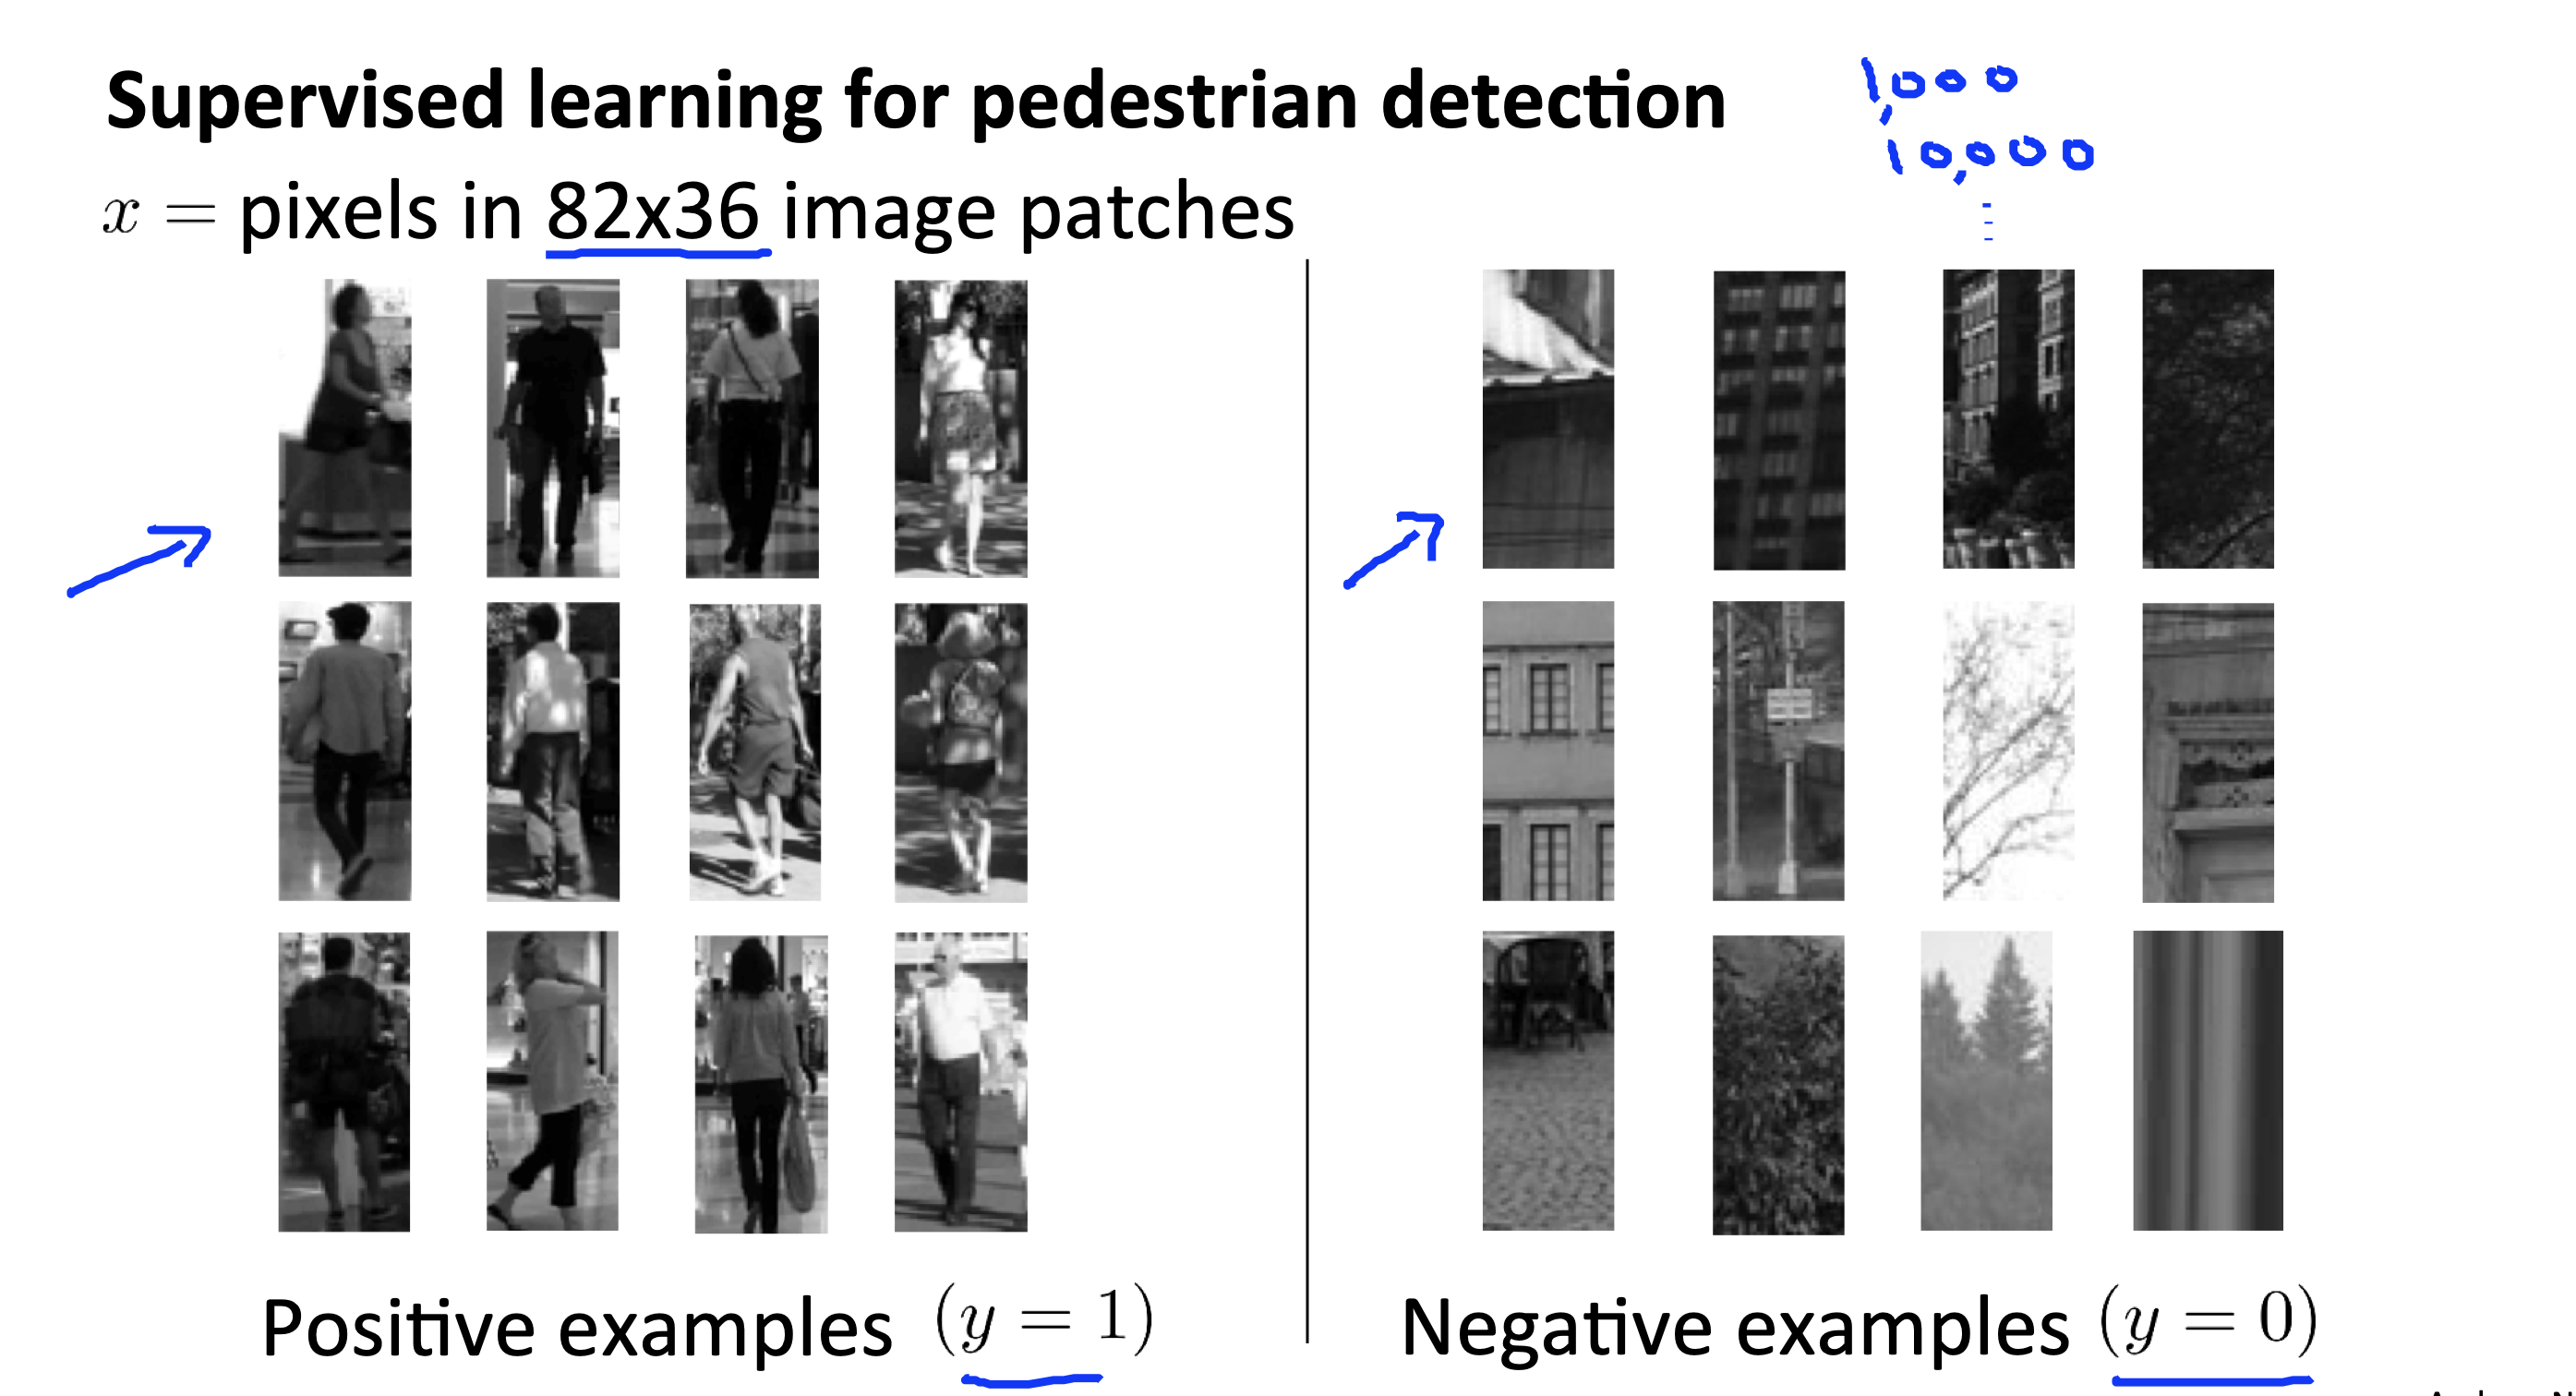 Supervised learning for pedestrian detection
1,000
10,000
x = pixels in 82x36 image patches
Positive examples (y = 1)
Negative examples (y = 0)